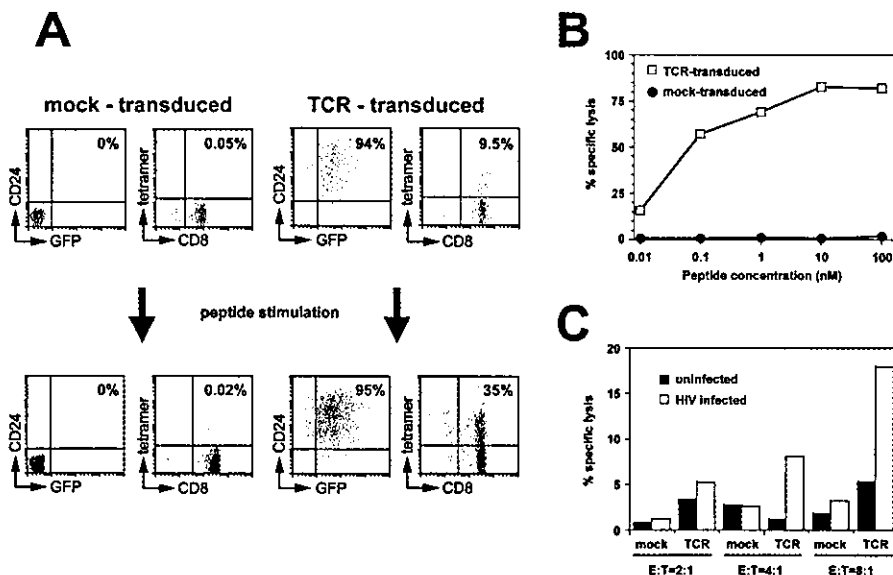 A
mock - transduced
TCR - transduced
CD24
0%
GFP
tetramer
0.05%
CD8
CD24
94%
GFP
tetramer
9.5%
CD8
peptide stimulation
CD24
0%
GFP
tetramer
0.02%
CD8
CD24
95%
GFP
tetramer
35%
CD8
B
% specific lysis
100
75
50
25
0
TCR-transduced
mock-transduced
0.01 0.1 1 10 100
Peptide concentration (nM)
C
% specific lysis
20
15
10
5
0
uninfected
HIV infected
mock TCR mock TCR mock TCR
E:T=2:1 E:T=4:1 E:T=8:1